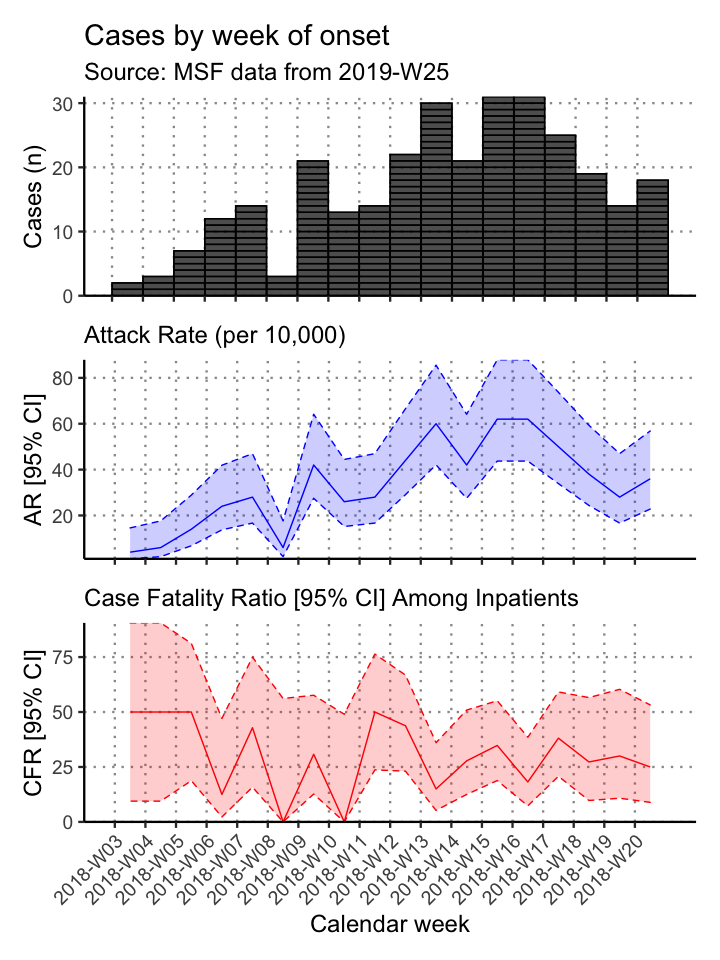 Cases by week of onset
Source: MSF data from 2019-W25
Cases (n)
30
20
10
0
Attack Rate (per 10,000)
AR [95% CI]
80
60
40
20
Case Fatality Ratio [95% CI] Among Inpatients
CFR [95% CI]
75
50
25
0
2018-W03
2018-W04
2018-W05
2018-W06
2018-W07
2018-W08
2018-W09
2018-W10
2018-W11
2018-W12
2018-W13
2018-W14
2018-W15
2018-W16
2018-W17
2018-W18
2018-W19
2018-W20
Calendar week